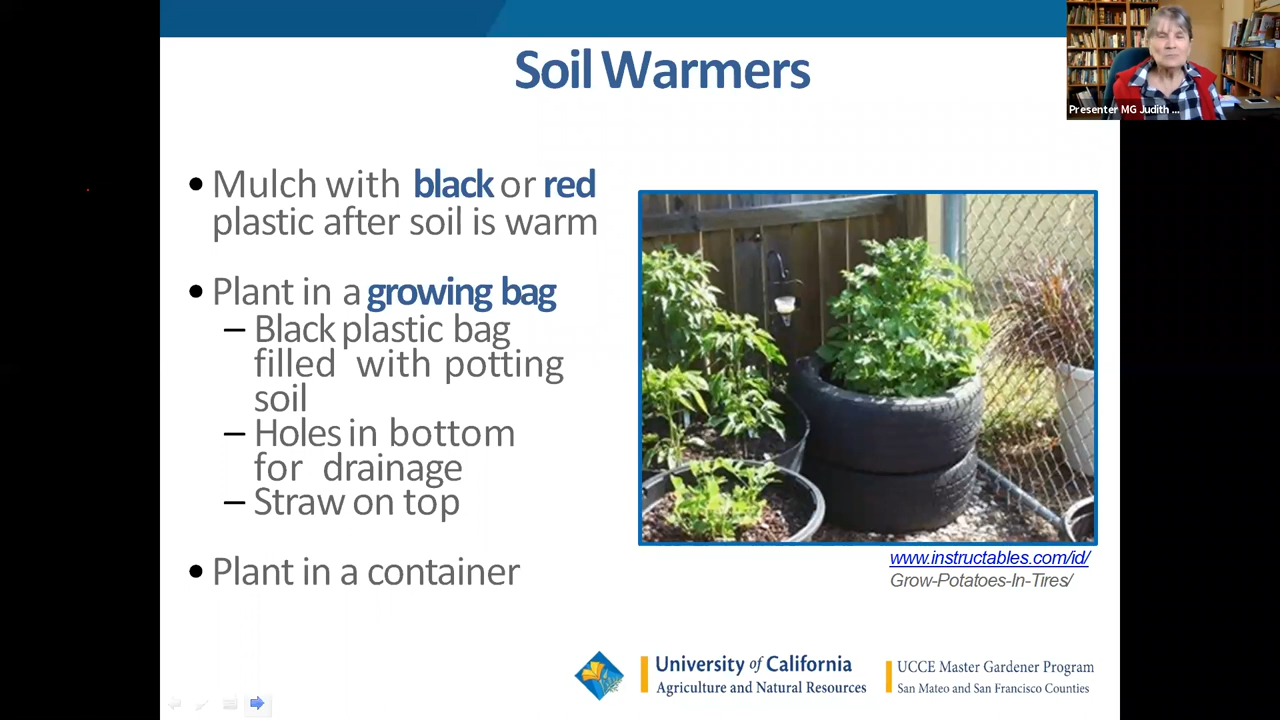 Soil Warmers
Presenter MG Judith ...
• Mulch with black or red
plastic after soil is warm
• Plant in a growing bag
– Black plastic bag
filled with potting
soil
– Holes in bottom
for drainage
– Straw on top
• Plant in a container
www.instructables.com/id/
Grow-Potatoes-In-Tires/
University of California
Agriculture and Natural Resources
UCCE Master Gardener Program
San Mateo and San Francisco Counties